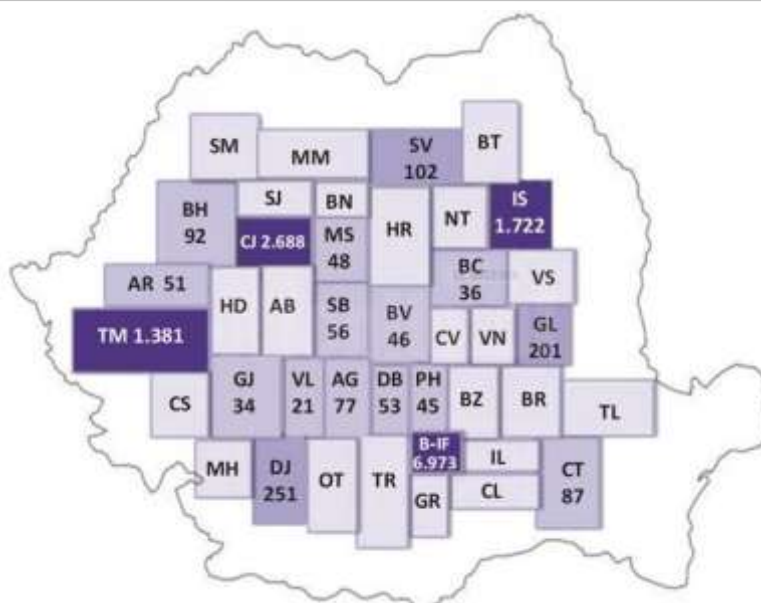 SM
MM
SV
102
BT
BH
92
SJ
BN
CJ 2.688
MS
48
HR
NT
IS
1.722
AR 51
HD
AB
SB
56
BV
46
BC
36
VS
TM 1.381
CV
VN
GL
201
CS
GJ
34
VL
21
AG
77
DB
53
PH
45
BZ
BR
TL
MH
DJ
251
OT
TR
B-IF
6.973
IL
GR
CL
CT
87